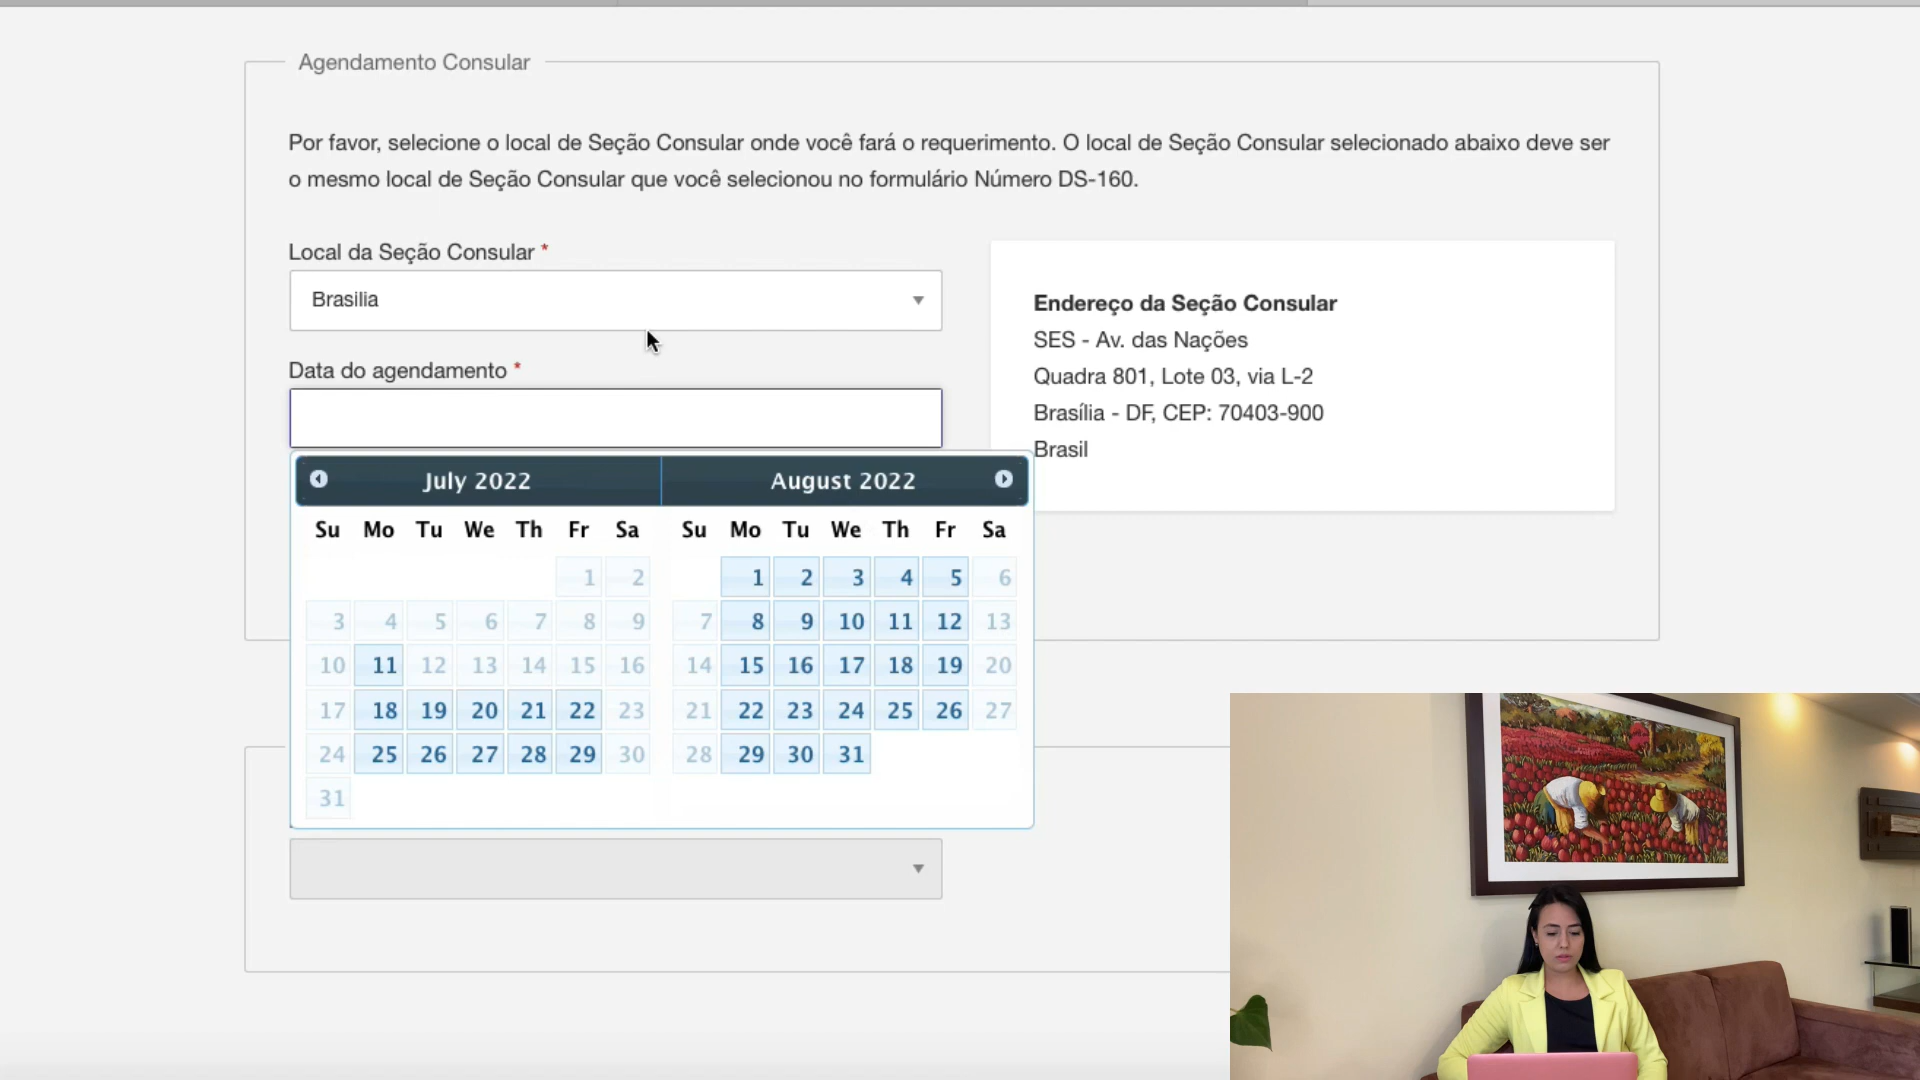 Agendamento Consular
Por favor, selecione o local de Seção Consular onde você fará o requerimento. O local de Seção Consular selecionado abaixo deve ser
o mesmo local de Seção Consular que você selecionou no formulário Número DS-160.
Local da Seção Consular *
Brasilia
Data do agendamento *
Endereço da Seção Consular
SES - Av. das Nações
Quadra 801, Lote 03, via L-2
Brasília - DF, CEP: 70403-900
Brasil
July 2022
Su Mo Tu We Th Fr Sa
1 2
3 4 5 6 7 8 9
10 11 12 13 14 15 16
17 18 19 20 21 22 23
24 25 26 27 28 29 30
31
August 2022
Su Mo Tu We Th Fr Sa
1 2 3 4 5 6
7 8 9 10 11 12 13
14 15 16 17 18 19 20
21 22 23 24 25 26 27
28 29 30 31